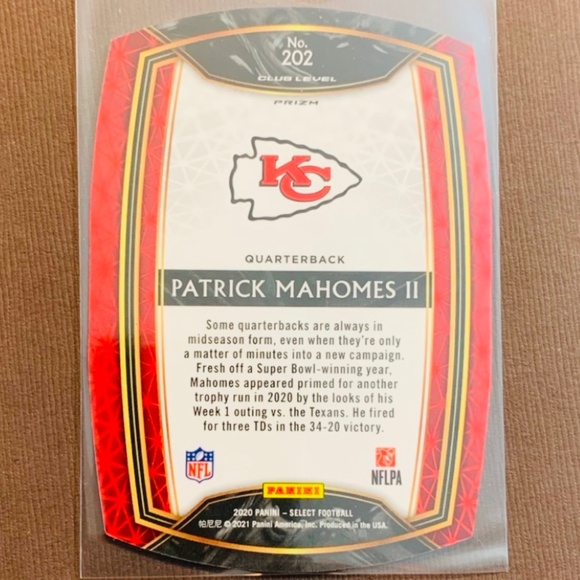 No.
202
CLUB LEVEL
PRIZM
KC
QUARTERBACK
PATRICK MAHOMES II
Some quarterbacks are always in
midseason form, even when they're only
a matter of minutes into a new campaign.
Fresh off a Super Bowl-winning year,
Mahomes appeared primed for another
trophy run in 2020 by the looks of his
Week 1 outing vs. the Texans. He fired
for three TDs in the 34-20 victory.
NFL
NFLPA
PANINI
2020 PANINI – SELECT FOOTBALL
帕尼尼 © 2021 Panini America, Inc. Produced in the USA.